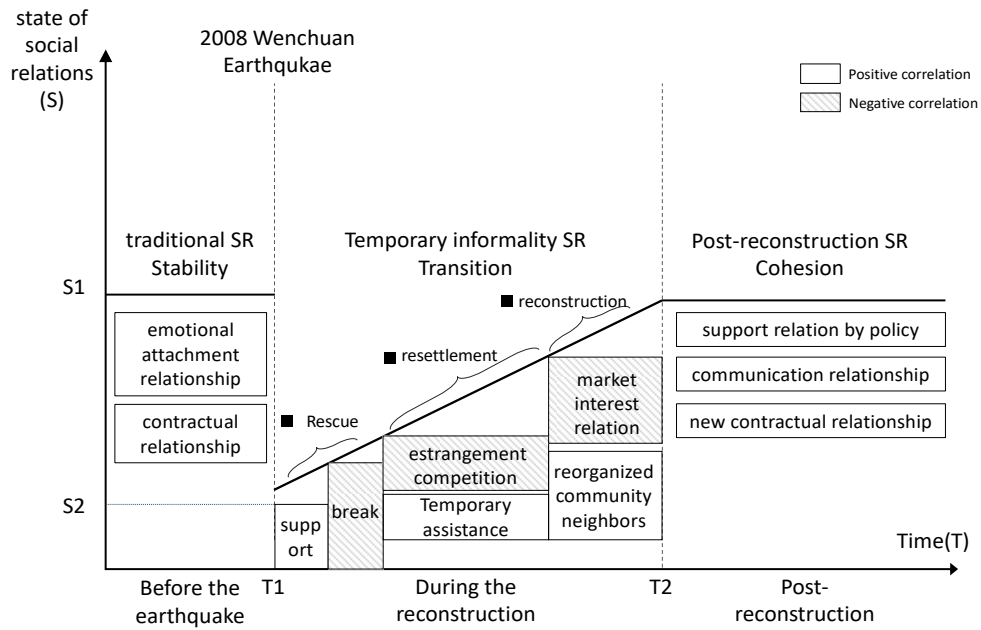 state of
social
relations
(S)
2008 Wenchuan
Earthqukae
Positive correlation
Negative correlation
traditional SR
Stability
Temporary informality SR
Transition
Post-reconstruction SR
Cohesion
S1
emotional
attachment
relationship
contractual
relationship
S2
Rescue
resettlement
reconstruction
supp
ort
break
estrangement
competition
Temporary
assistance
market
interest
relation
reorganized
community
neighbors
support relation by policy
communication relationship
new contractual relationship
Time(T)
Before the
earthquake
T1
During the
reconstruction
T2
Post-
reconstruction